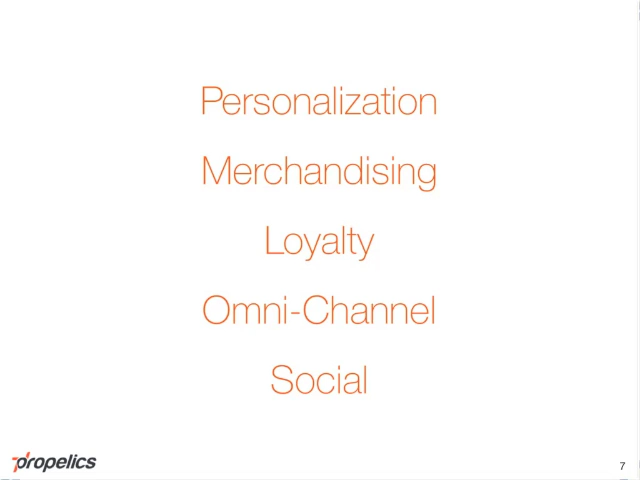 Personalization
Merchandising
Loyalty
Omni-Channel
Social
propelics
7